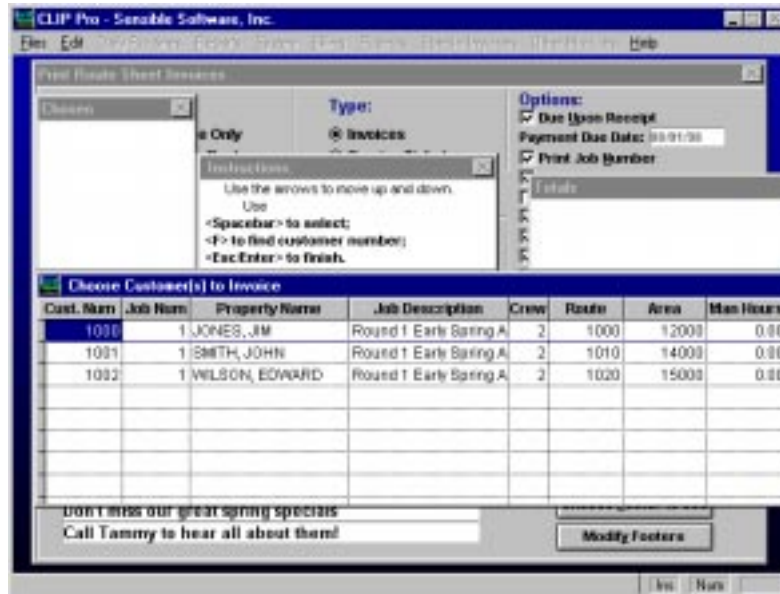 CLIP Pro - Sensible Software, Inc.
Files Edit Help
Print Route Sheet Invoices
Chosen
e Only
Type:
Invoices
Options:
Due Upon Receipt
Payment Due Date:
Print Job Number
Instructions
Use the arrows to move up and down.
Use
<Spacebar> to select;
<F> to find customer number;
<Esc/Enter> to finish.
Totals
Choose Customer(s) to Invoice
Cust. Num Job Num Property Name Job Description Crew Route Area Man Hours
1000 1 JONES, JIM Round 1 Early Spring A 2 1000 12000 0.00
1001 1 SMITH, JOHN Round 1 Early Spring A 2 1010 14000 0.00
1002 1 WILSON, EDWARD Round 1 Early Spring A 2 1020 15000 0.00
Don't miss our great spring specials
Call Tammy to hear all about them!
Modify Footers
Ins Num